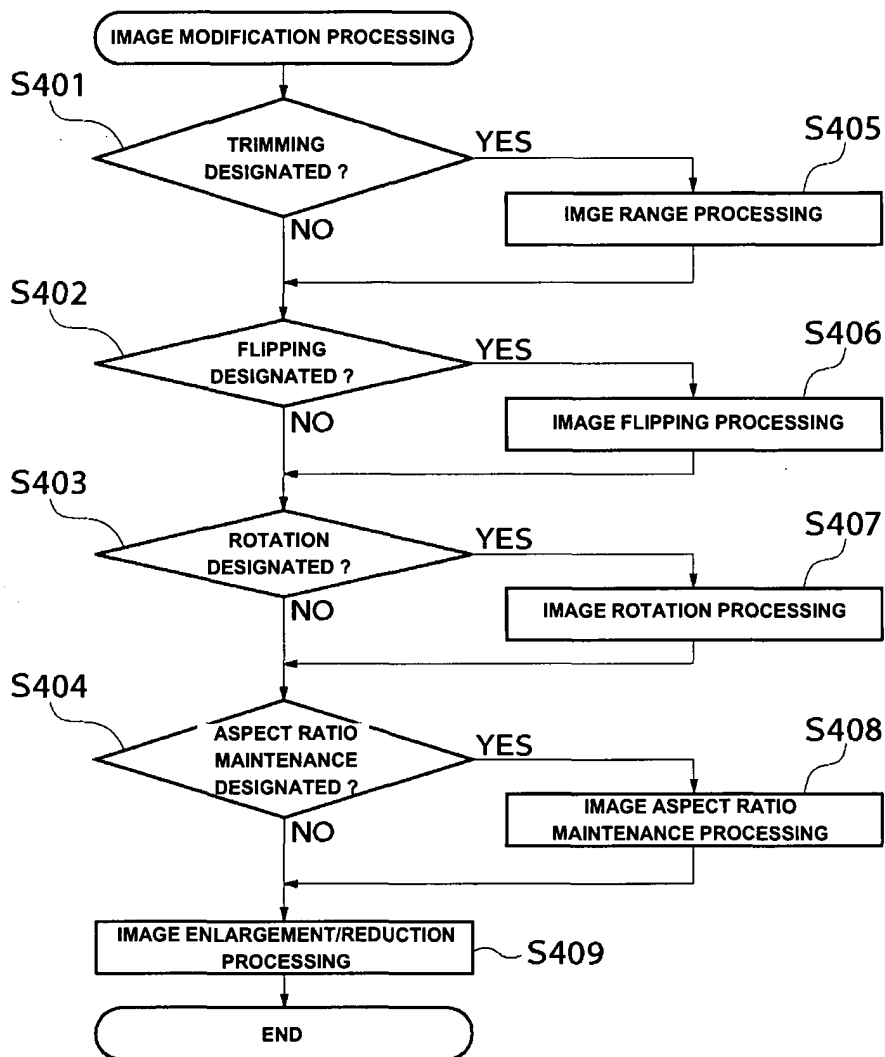 IMAGE MODIFICATION PROCESSING
S401
TRIMMING
DESIGNATED ?
YES
S405
IMGE RANGE PROCESSING
NO
S402
FLIPPING
DESIGNATED ?
YES
S406
IMAGE FLIPPING PROCESSING
NO
S403
ROTATION
DESIGNATED ?
YES
S407
IMAGE ROTATION PROCESSING
NO
S404
ASPECT RATIO
MAINTENANCE
DESIGNATED ?
YES
S408
IMAGE ASPECT RATIO
MAINTENANCE PROCESSING
NO
IMAGE ENLARGEMENT/REDUCTION
PROCESSING
S409
END